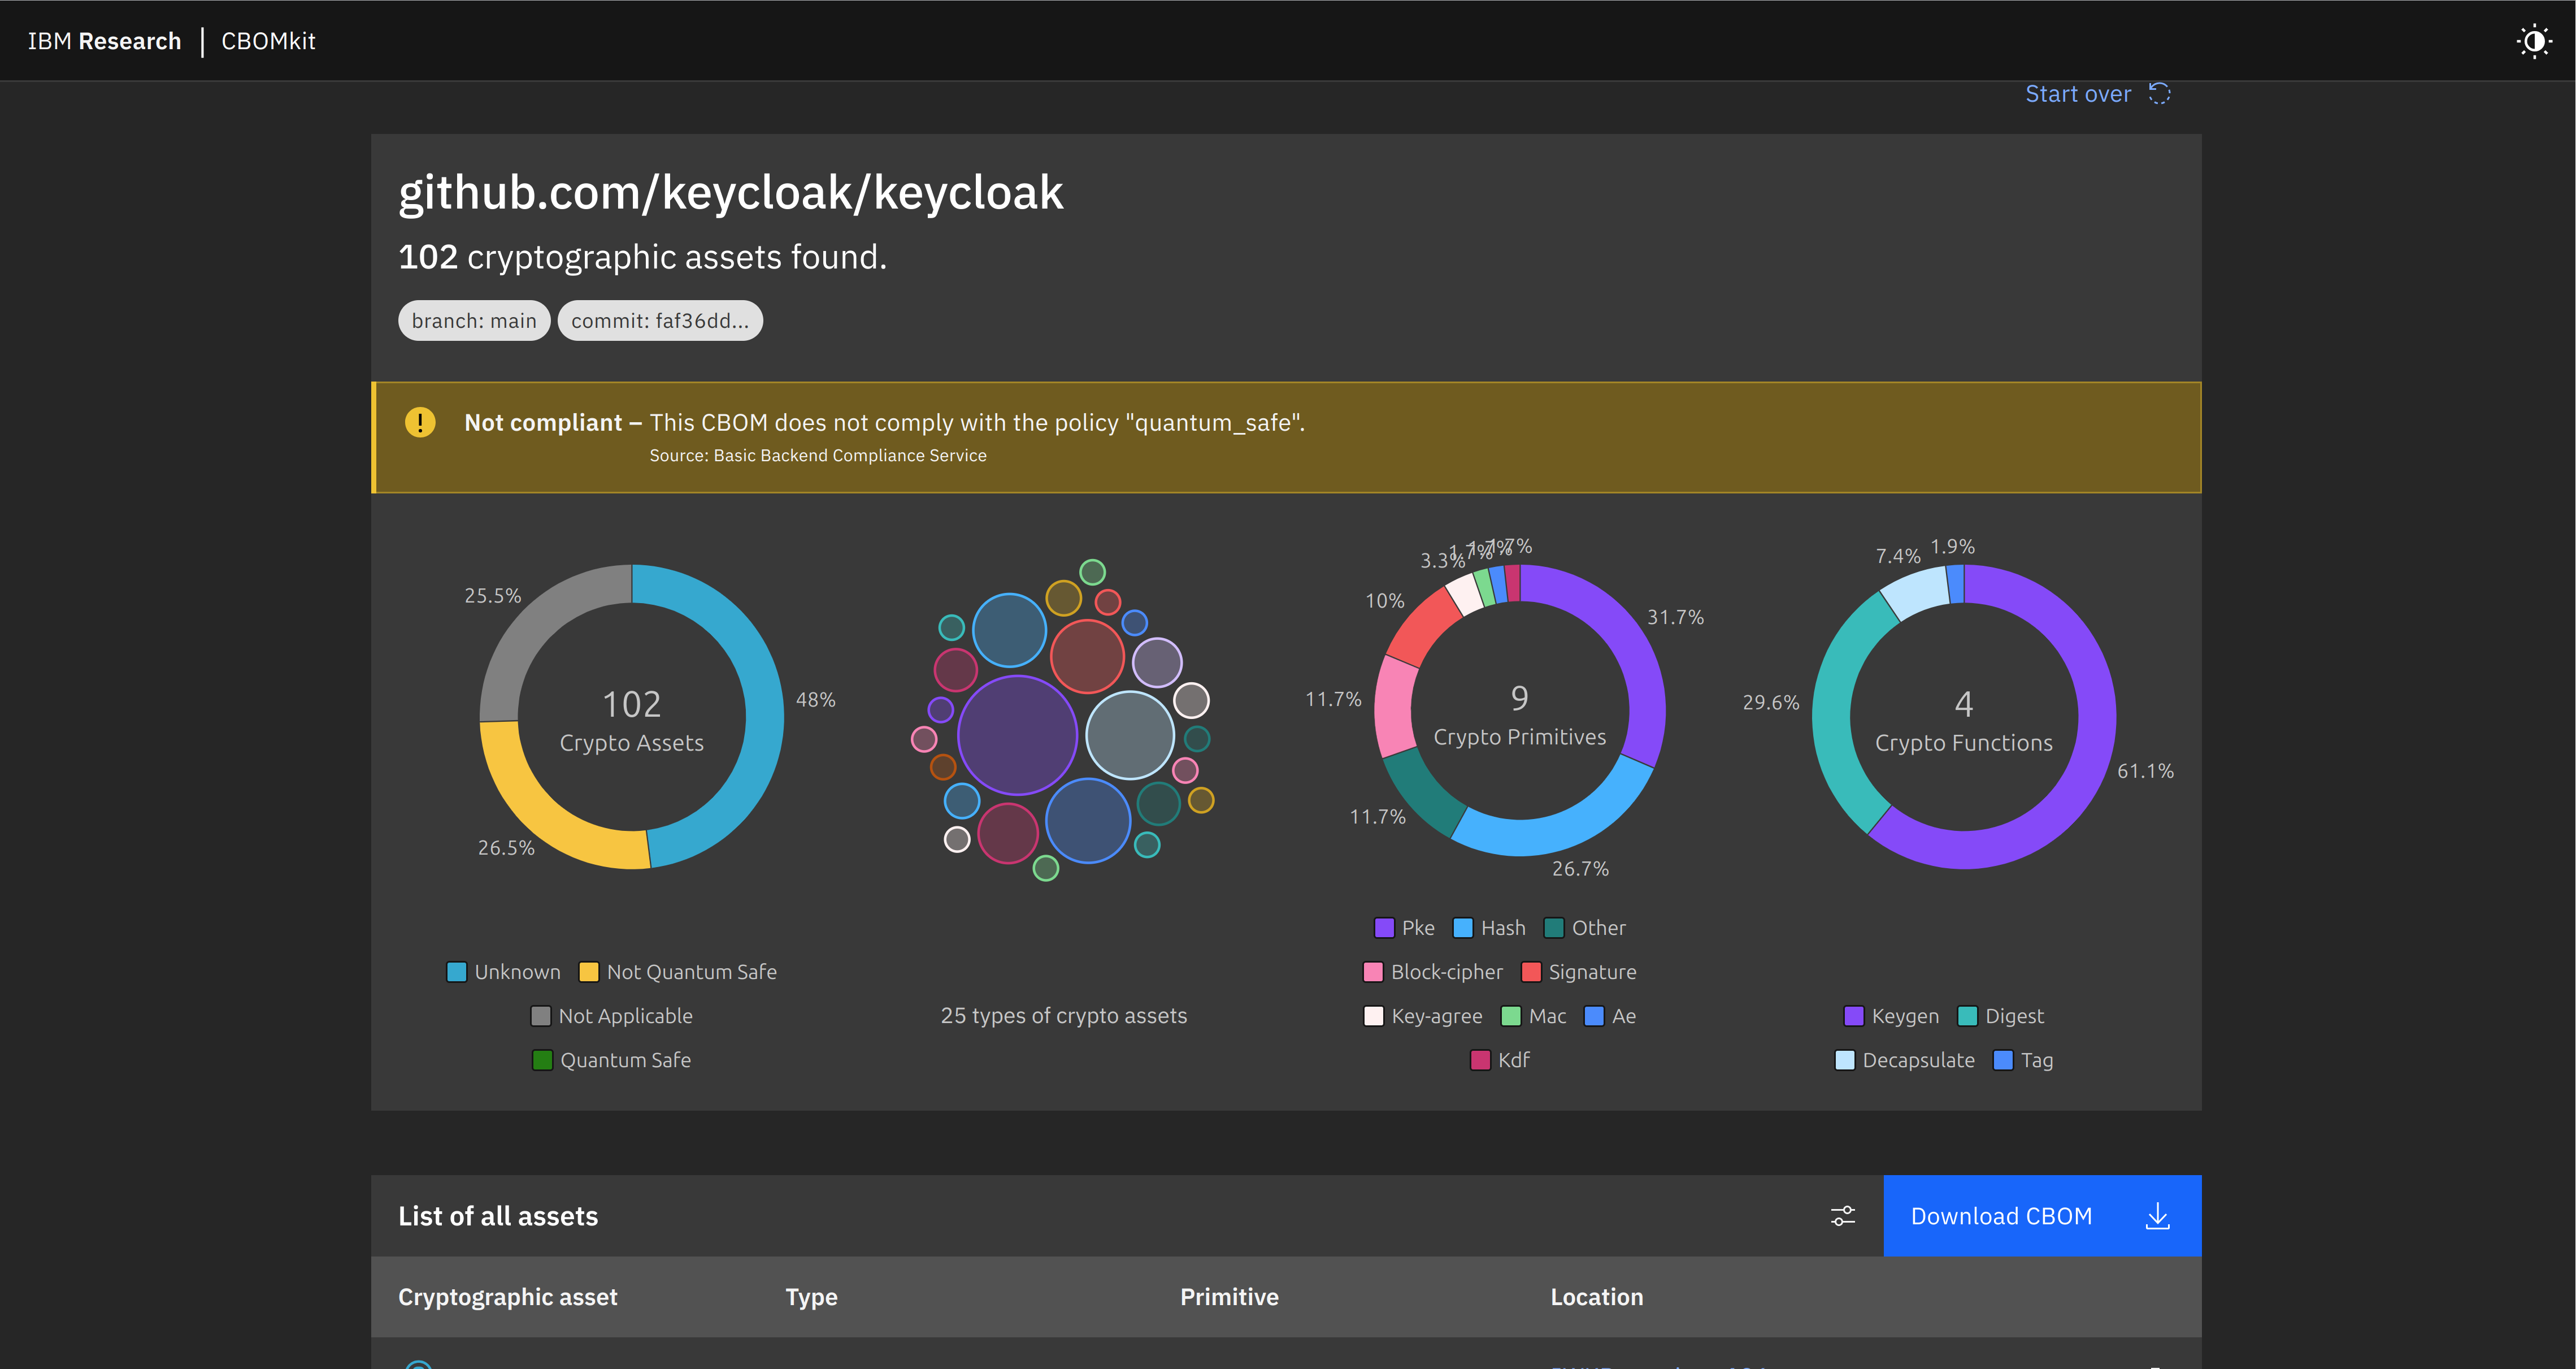 IBM Research | CBOMkit
Start over
github.com/keycloak/keycloak
102 cryptographic assets found.
branch: main
commit: faf36dd...
Not compliant – This CBOM does not comply with the policy "quantum_safe".
Source: Basic Backend Compliance Service
25.5%
48%
26.5%
102
Crypto Assets
Unknown
Not Quantum Safe
Not Applicable
Quantum Safe
25 types of crypto assets
3.3%
1.7%
1.7%
1.7%
10%
31.7%
11.7%
11.7%
26.7%
9
Crypto Primitives
Pke
Hash
Other
Block-cipher
Signature
Key-agree
Mac
Ae
Kdf
7.4%
1.9%
29.6%
61.1%
4
Crypto Functions
Keygen
Digest
Decapsulate
Tag
List of all assets
Download CBOM
Cryptographic asset
Type
Primitive
Location